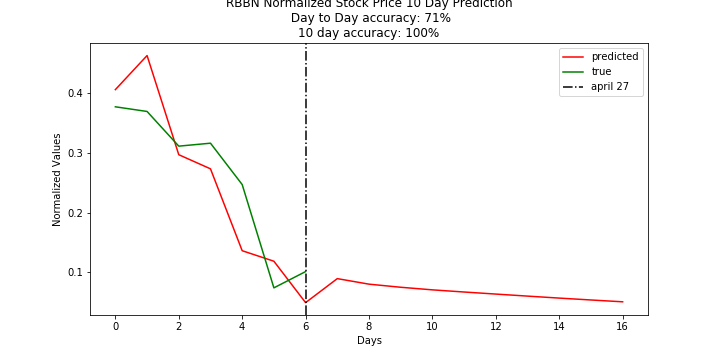 RBBN Normalized Stock Price 10 Day Prediction
Day to Day accuracy: 71%
10 day accuracy: 100%
predicted
true
april 27
Normalized Values
0.4
0.3
0.2
0.1
0 2 4 6 8 10 12 14 16
Days